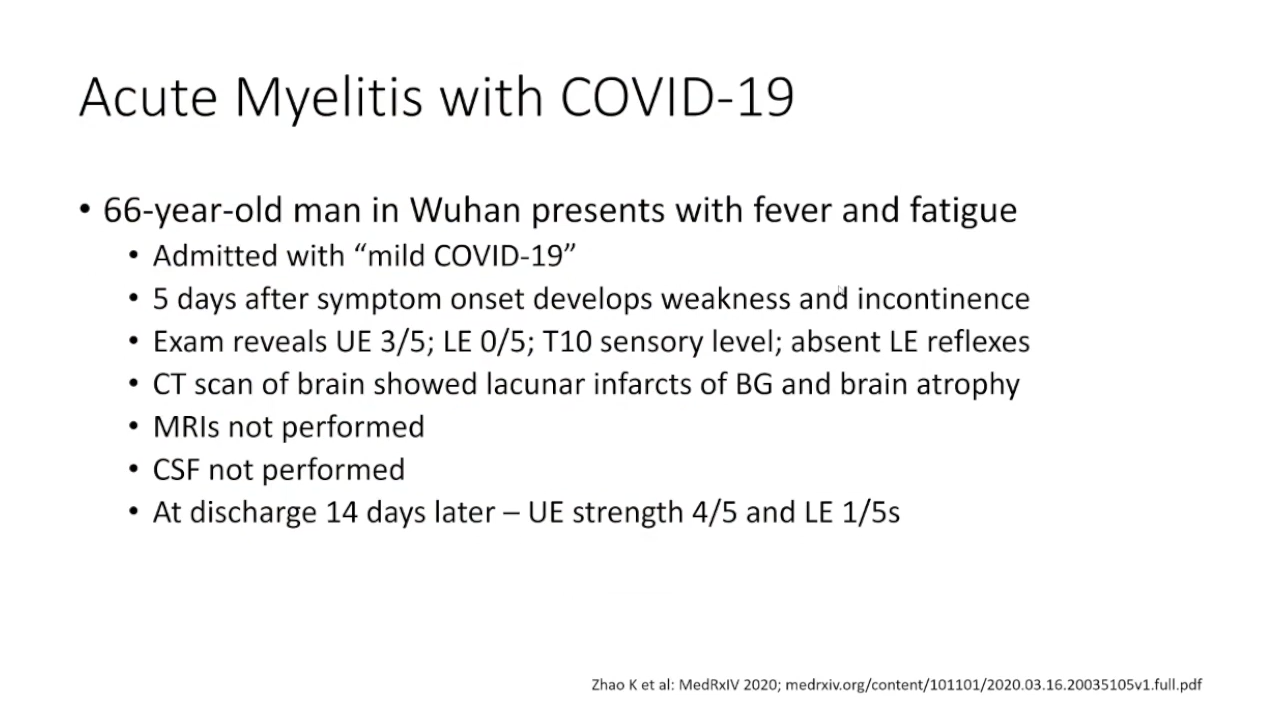 Acute Myelitis with COVID-19
• 66-year-old man in Wuhan presents with fever and fatigue
• Admitted with “mild COVID-19”
• 5 days after symptom onset develops weakness and incontinence
• Exam reveals UE 3/5; LE 0/5; T10 sensory level; absent LE reflexes
• CT scan of brain showed lacunar infarcts of BG and brain atrophy
• MRIs not performed
• CSF not performed
• At discharge 14 days later – UE strength 4/5 and LE 1/5s
Zhao K et al: MedRxIV 2020; medrxiv.org/content/101101/2020.03.16.20035105v1.full.pdf